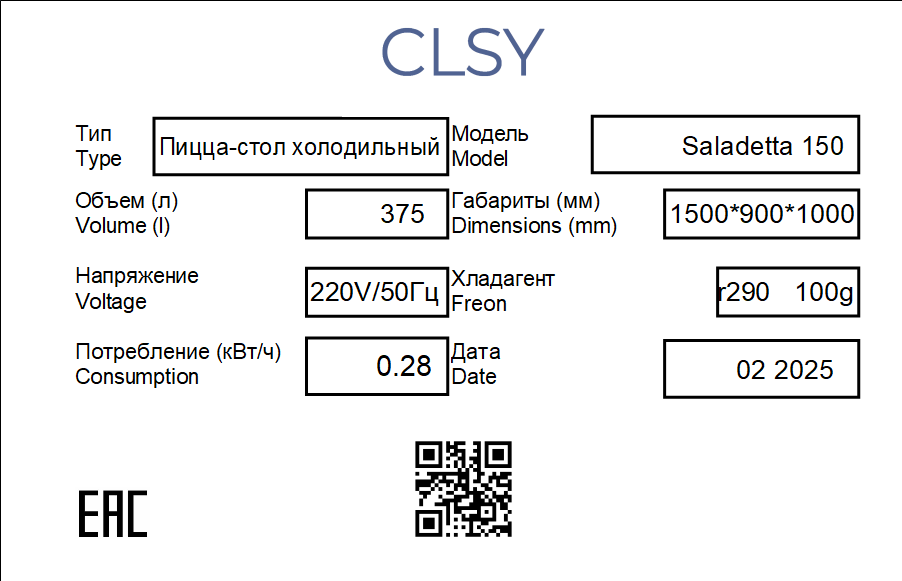 CLSY
Тип
Type
Пицца-стол холодильный
Модель
Model
Saladetta 150
Объем (л)
Volume (l)
375
Габариты (мм)
Dimensions (mm)
1500*900*1000
Напряжение
Voltage
220V/50Гц
Хладагент
Freon
r290 100g
Потребление (кВт/ч)
Consumption
0.28
Дата
Date
02 2025
EAC